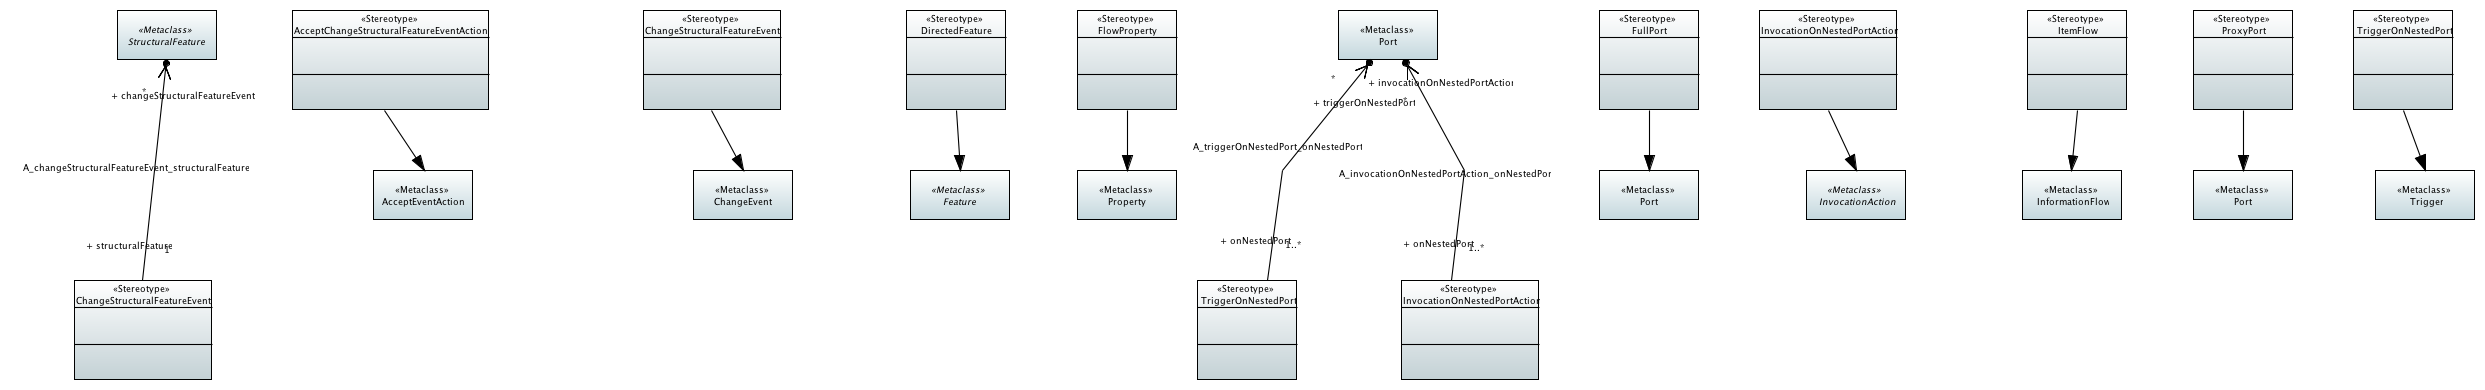 «Metaclass»
StructuralFeature
+ changeStructuralFeatureEvent
*
A_changeStructuralFeatureEvent_structuralFeature
+ structuralFeature
1
«Stereotype»
ChangeStructuralFeatureEvent
«Stereotype»
AcceptChangeStructuralFeatureEventAction
«Metaclass»
AcceptEventAction
«Stereotype»
ChangeStructuralFeatureEvent
«Metaclass»
ChangeEvent
«Stereotype»
DirectedFeature
«Metaclass»
Feature
«Stereotype»
FlowProperty
«Metaclass»
Property
«Metaclass»
Port
*
+ triggerOnNestedPort
A_triggerOnNestedPort_onNestedPort
+ onNestedPort
1..*
«Stereotype»
TriggerOnNestedPort
+ invocationOnNestedPortAction
*
A_invocationOnNestedPortAction_onNestedPor
+ onNestedPort
1..*
«Stereotype»
InvocationOnNestedPortAction
«Stereotype»
FullPort
«Metaclass»
Port
«Stereotype»
InvocationOnNestedPortAction
«Metaclass»
InvocationAction
«Stereotype»
ItemFlow
«Metaclass»
InformationFlow
«Stereotype»
ProxyPort
«Metaclass»
Port
«Stereotype»
TriggerOnNestedPort
«Metaclass»
Trigger